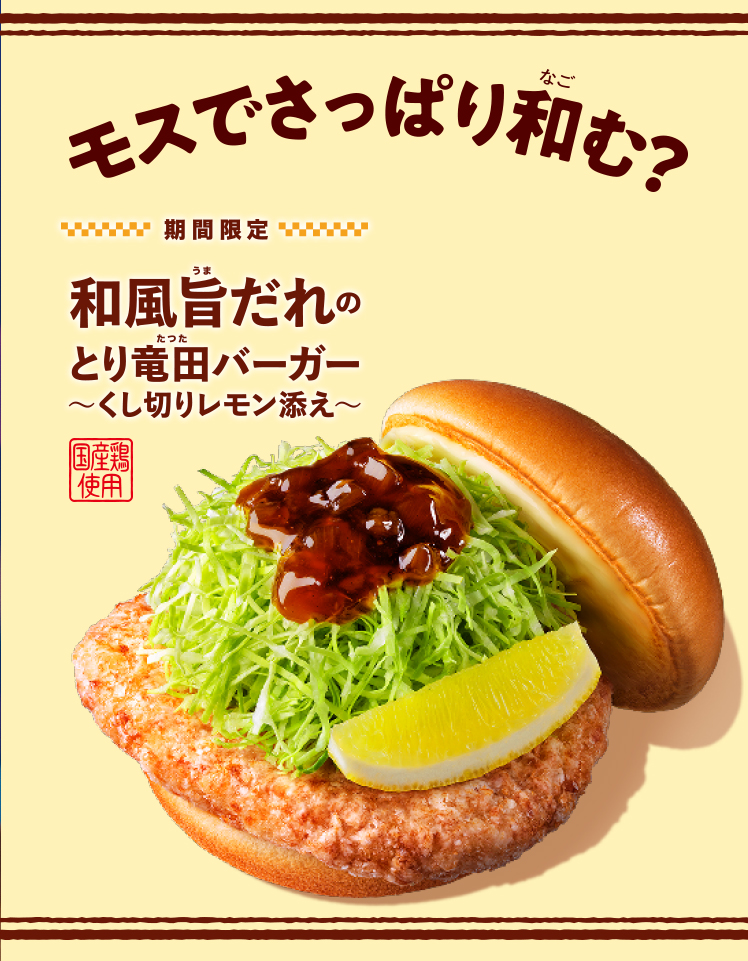 モスでさっぱり和む?
なご
期間限定
和風旨だれの
うま
とり竜田バーガー
たつた
～くし切りレモン添え～
国産鶏
使用